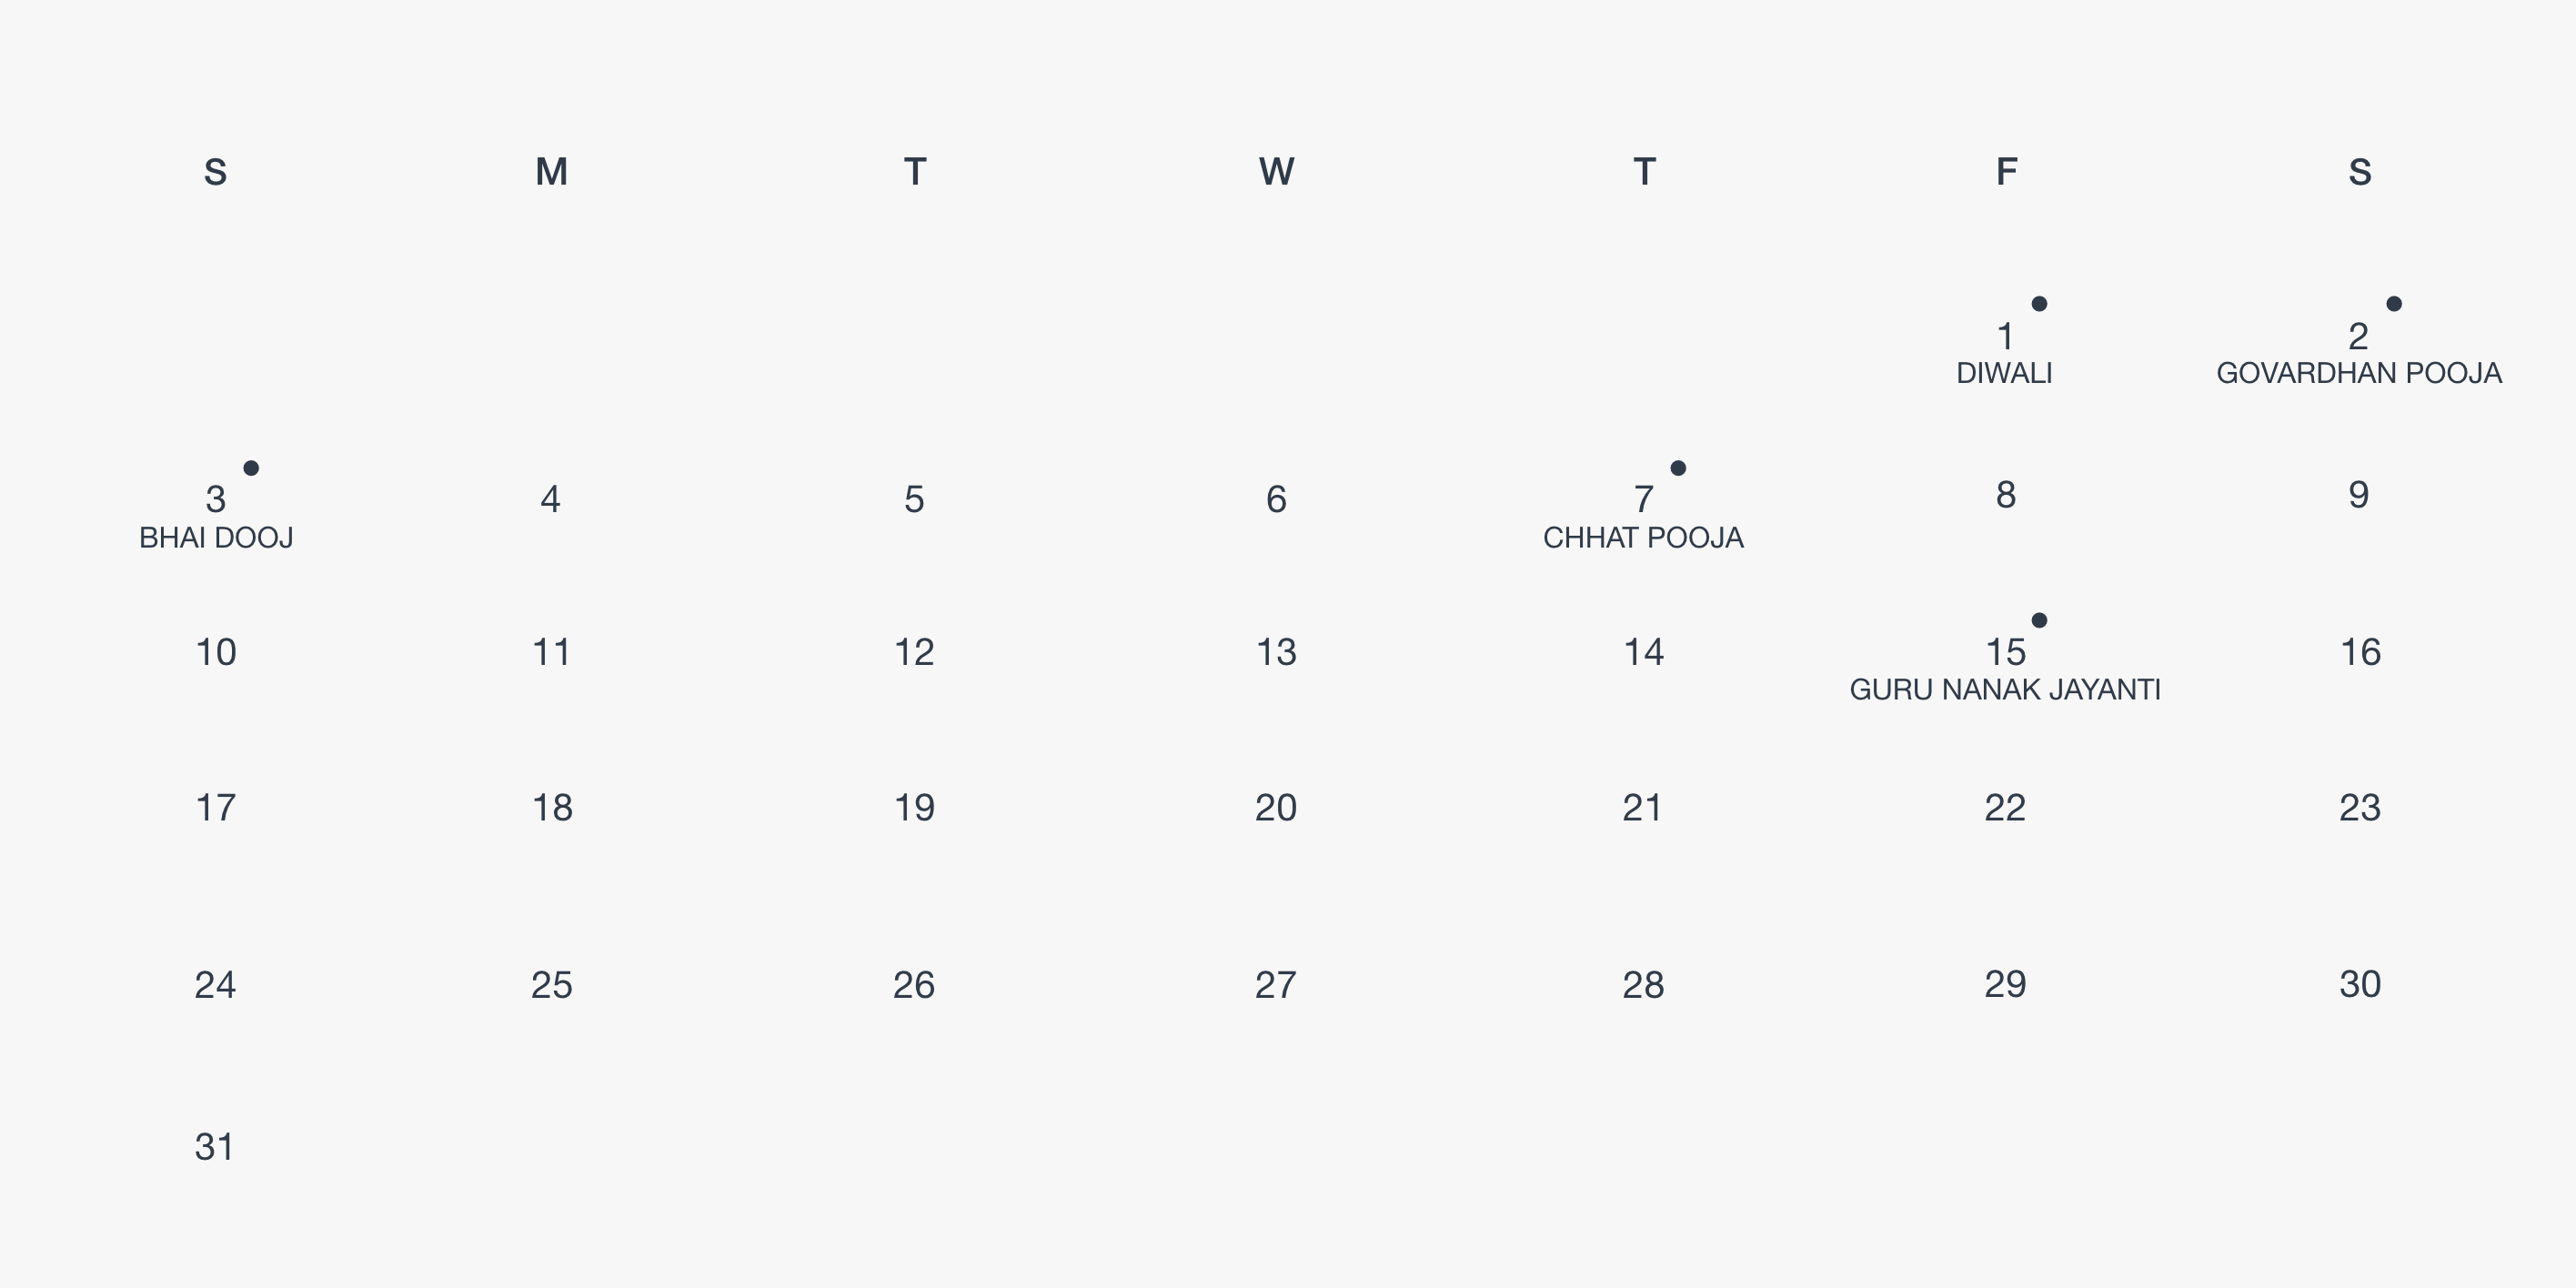 S M T W T F S
1 2
DIWALI GOVARDHAN POOJA
3 4 5 6 7 8 9
BHAI DOOJ CHHAT POOJA
10 11 12 13 14 15 16
GURU NANAK JAYANTI
17 18 19 20 21 22 23
24 25 26 27 28 29 30
31